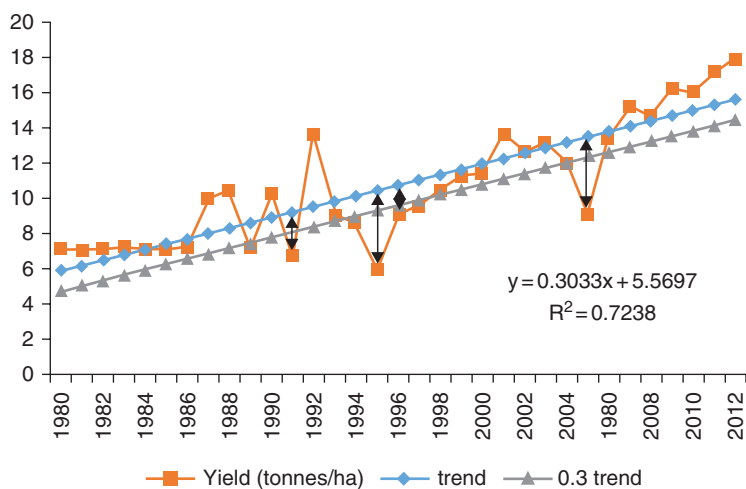 20
18
16
14
12
10
8
6
4
2
0
y = 0.3033x + 5.5697
R² = 0.7238
1980 1982 1984 1986 1988 1990 1992 1994 1996 1998 2000 2002 2004 1980 2008 2010 2012
Yield (tonnes/ha) trend 0.3 trend